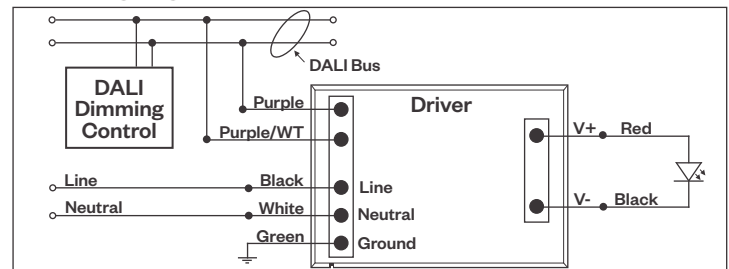 DALI Bus
DALI
Dimming
Control
Driver
Purple
Purple/WT
V+ Red
Line Black Line
V- Black
Neutral White Neutral
Green Ground